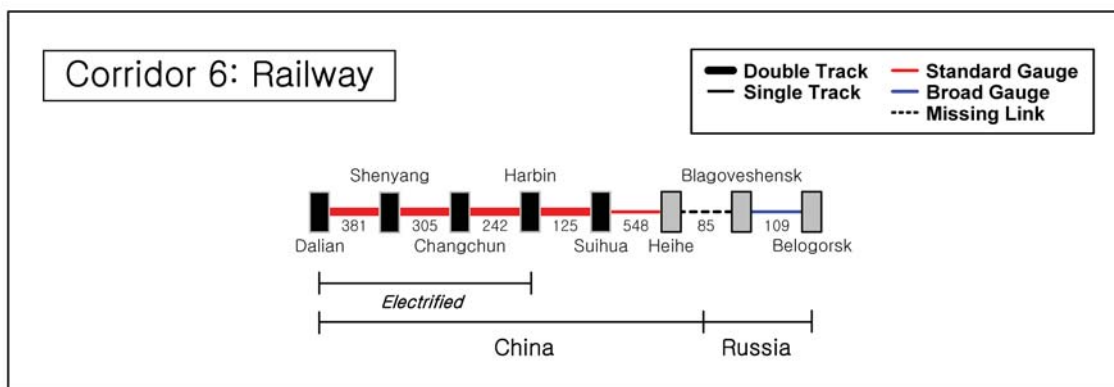 Corridor 6: Railway
Double Track
Single Track
Standard Gauge
Broad Gauge
Missing Link
Shenyang
Harbin
Blagoveshensk
381
305
242
125
548
85
109
Dalian
Changchun
Suihua
Heihe
Belogorsk
Electrified
China
Russia